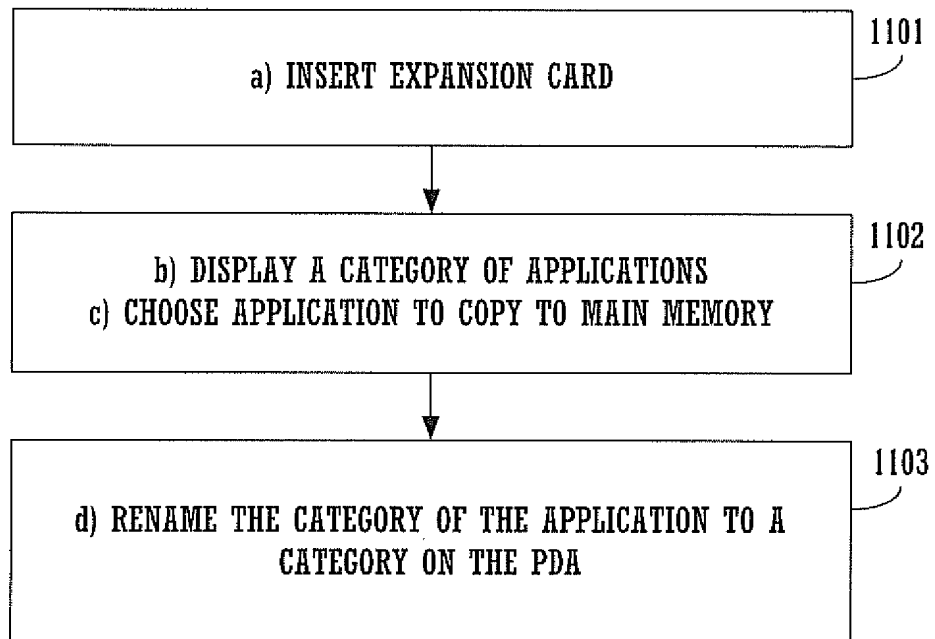 1101
a) INSERT EXPANSION CARD
1102
b) DISPLAY A CATEGORY OF APPLICATIONS
c) CHOOSE APPLICATION TO COPY TO MAIN MEMORY
1103
d) RENAME THE CATEGORY OF THE APPLICATION TO A
CATEGORY ON THE PDA